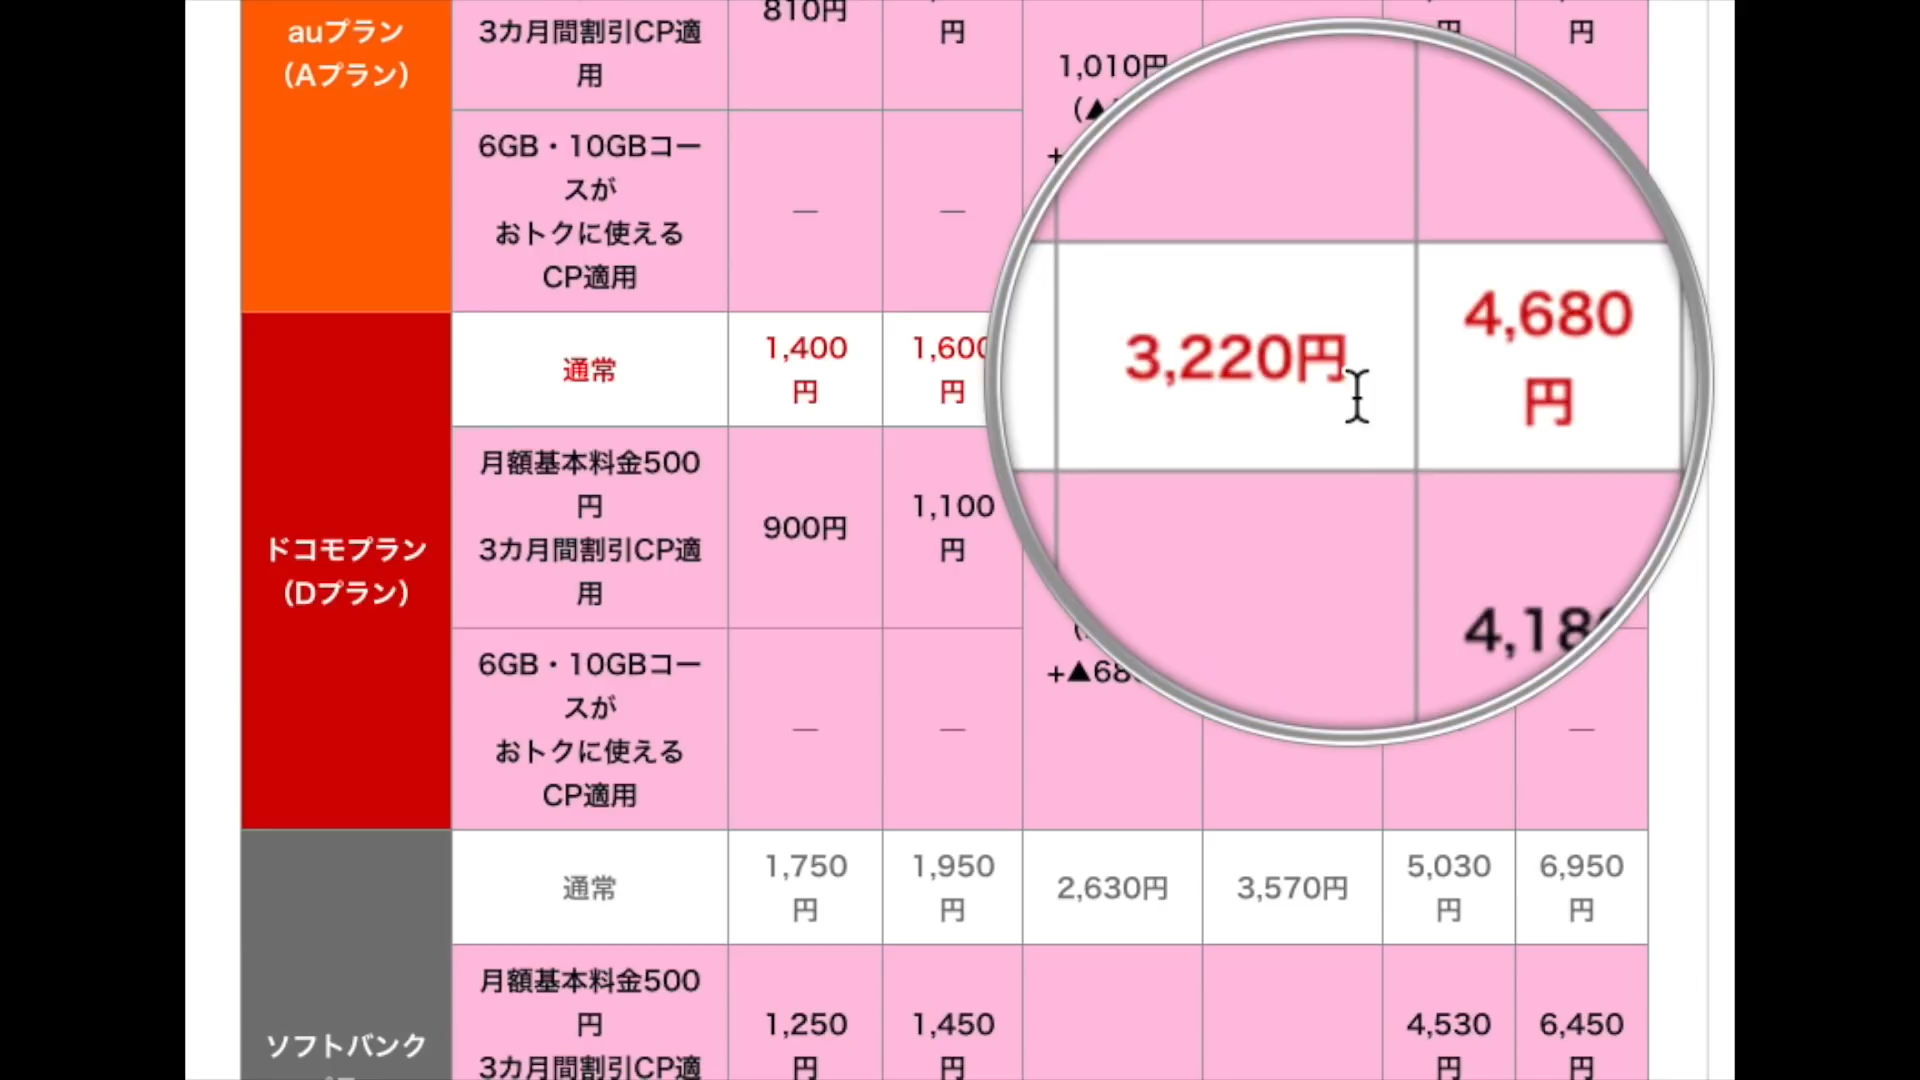 auプラン
（Aプラン）
3カ月間割引CP適
用
810円
円
1,010円
(▲
+
円
円
6GB・10GBコー
スが
おトクに使える
CP適用
—
—
ドコモプラン
（Dプラン）
通常
1,400
円
1,600
円
3,220円
4,680
円
月額基本料金500
円
3カ月間割引CP適
用
900円
1,100
円
+▲68
6GB・10GBコー
スが
おトクに使える
CP適用
—
—
—
ソフトバンク
通常
1,750
円
1,950
円
2,630円
3,570円
5,030
円
6,950
円
月額基本料金500
円
3カ月間割引CP適
1,250
円
1,450
円
4,530
円
6,450
円